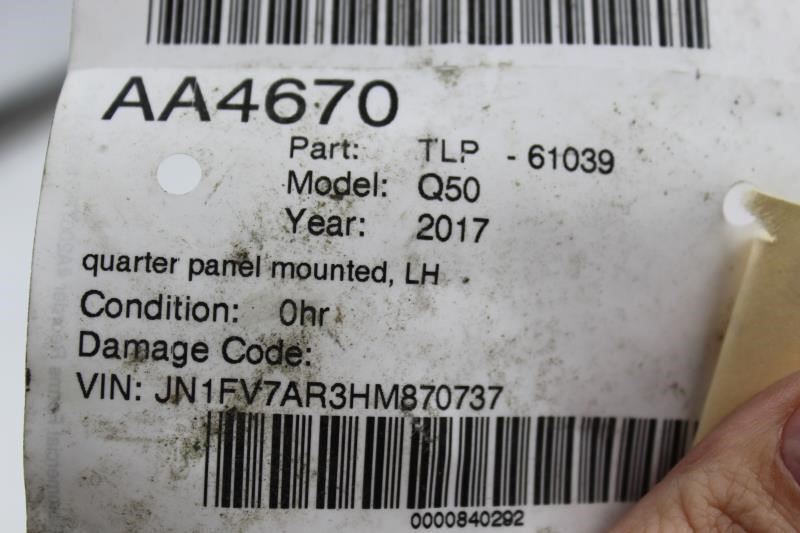 AA4670
Part: TLP - 61039
Model: Q50
Year: 2017
quarter panel mounted, LH
Condition: 0hr
Damage Code:
VIN: JN1FV7AR3HM870737
0000840292